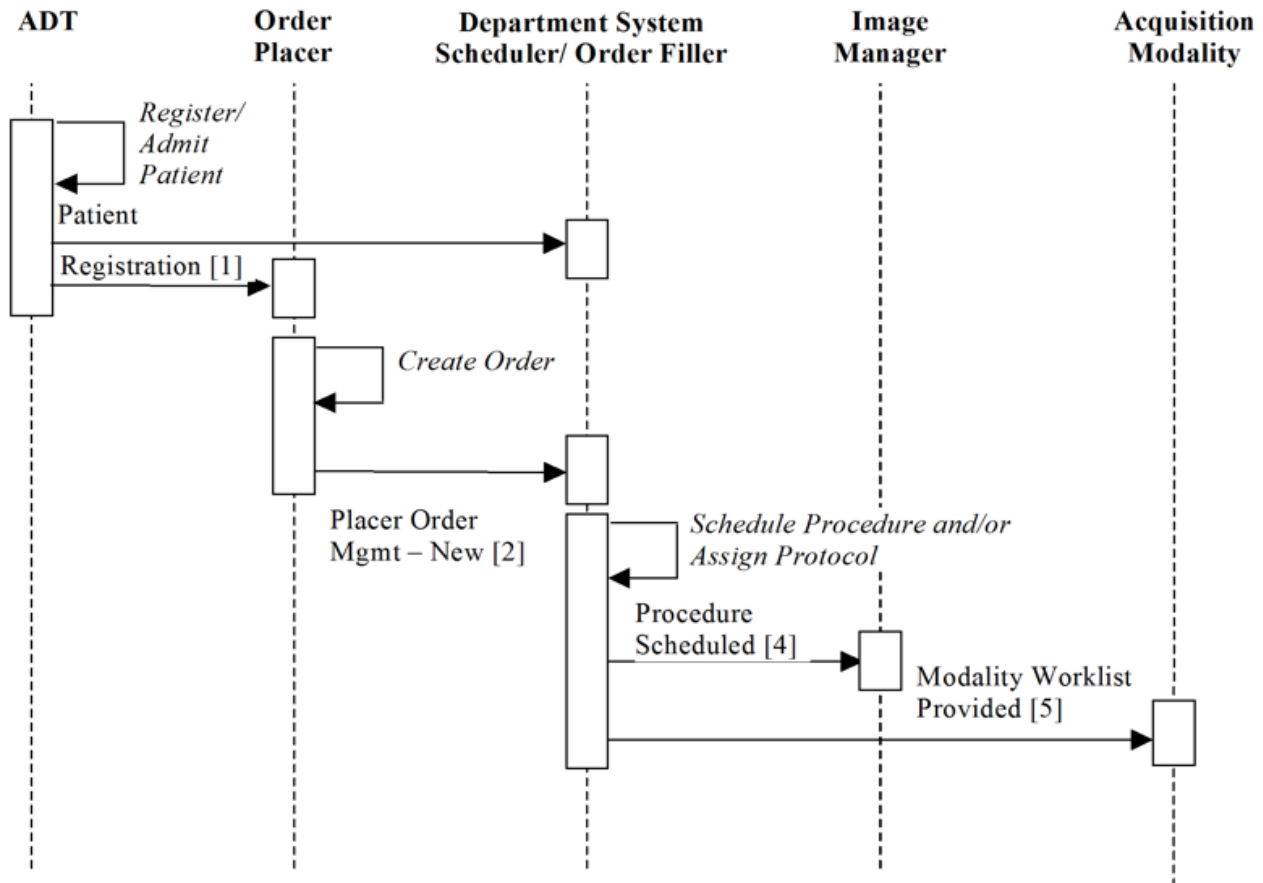 ADT
Order
Placer
Department System
Scheduler/ Order Filler
Image
Manager
Acquisition
Modality
Register/
Admit
Patient
Patient
Registration [1]
Create Order
Placer Order
Mgmt – New [2]
Schedule Procedure and/or
Assign Protocol
Procedure
Scheduled [4]
Modality Worklist
Provided [5]